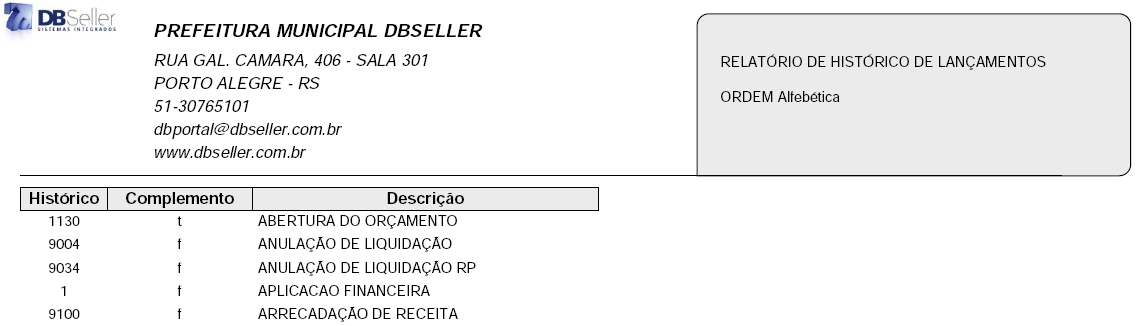 DBSeller
SISTEMAS INTEGRADOS
PREFEITURA MUNICIPAL DBSELLER
RUA GAL. CAMARA, 406 - SALA 301
PORTO ALEGRE - RS
51-30765101
dbportal@dbseller.com.br
www.dbseller.com.br
RELATÓRIO DE HISTÓRICO DE LANÇAMENTOS
ORDEM Alfebética
Histórico Complemento Descrição
1130 t ABERTURA DO ORÇAMENTO
9004 f ANULAÇÃO DE LIQUIDAÇÃO
9034 f ANULAÇÃO DE LIQUIDAÇÃO RP
1 f APLICACAO FINANCEIRA
9100 f ARRECADAÇÃO DE RECEITA